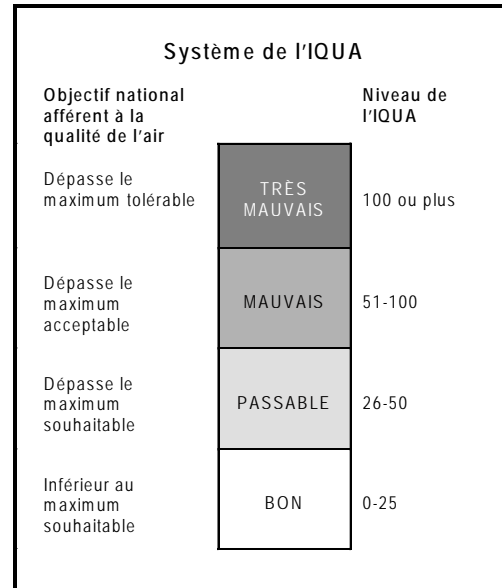 Système de l'IQUA
Objectif national
afférent à la
qualité de l'air
Niveau de
l'IQUA
Dépasse le
maximum tolérable
TRÈS
MAUVAIS
100 ou plus
Dépasse le
maximum
acceptable
MAUVAIS
51-100
Dépasse le
maximum
souhaitable
PASSABLE
26-50
Inférieur au
maximum
souhaitable
BON
0-25